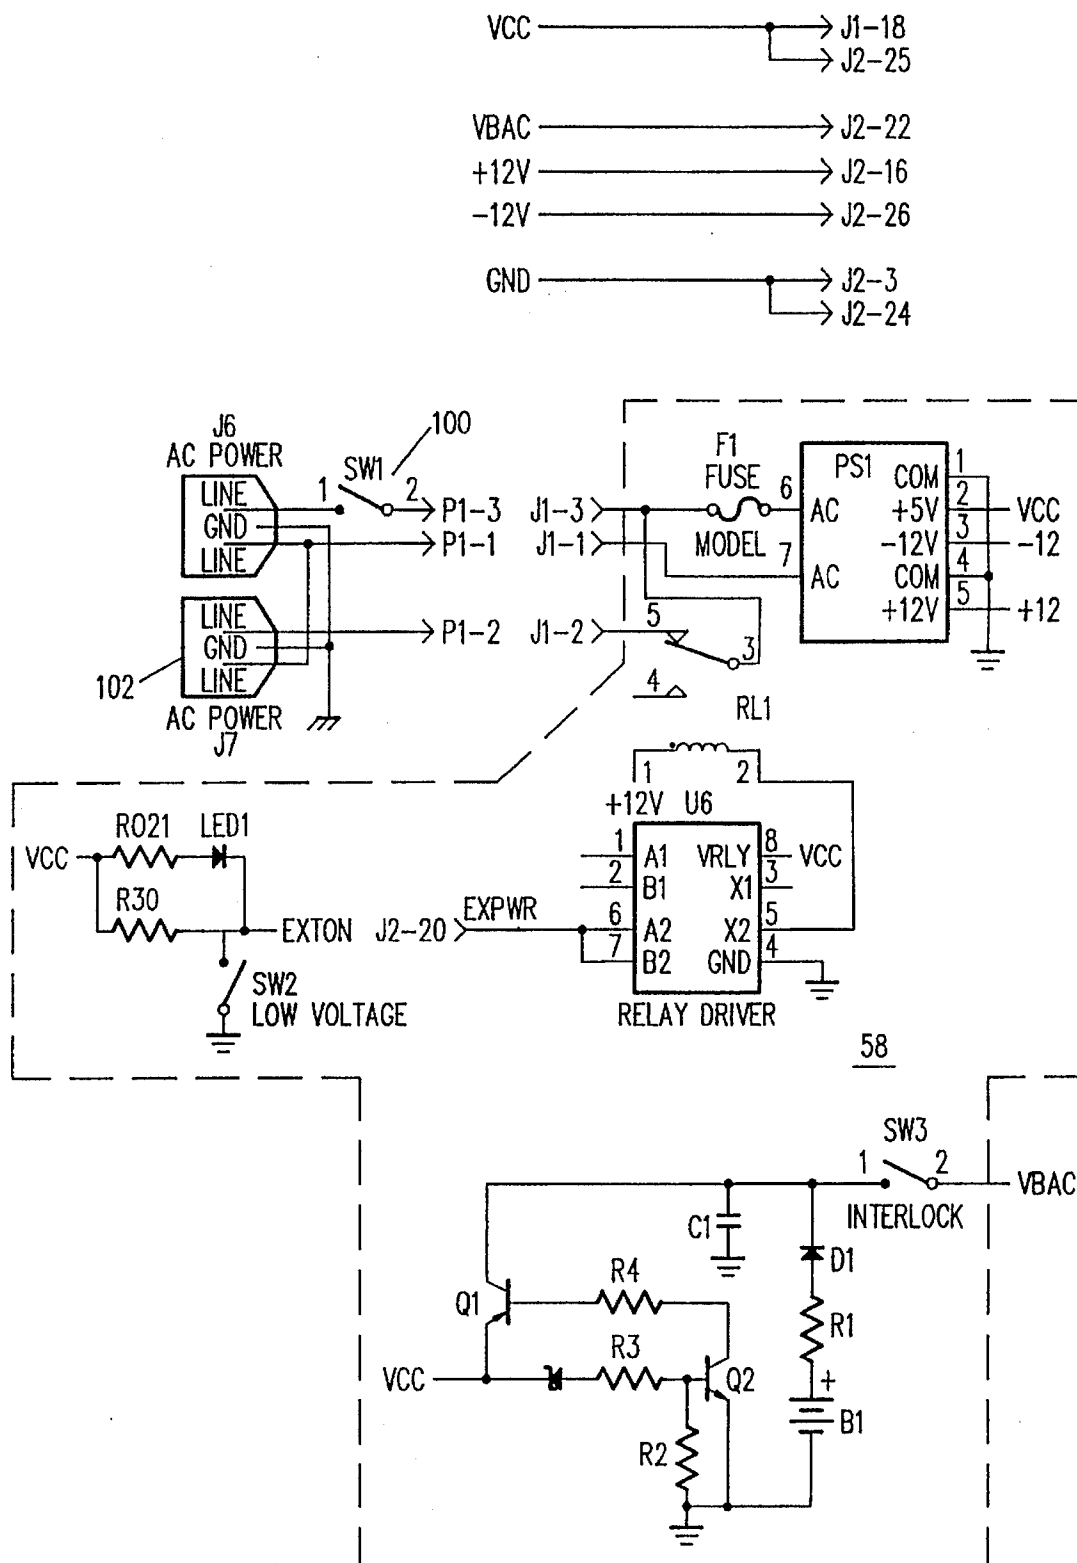 VCC J1-18
J2-25
VBAC J2-22
+12V J2-16
-12V J2-26
GND J2-3
J2-24
J6
AC POWER
100
SW1
1 2
LINE
GND
LINE
P1-3
P1-1
J1-3
J1-1
F1
FUSE
MODEL
6
7
PS1
AC
AC
COM 1
+5V 2 VCC
-12V 3 -12
COM 4
+12V 5 +12
LINE
GND
LINE
102
AC POWER
J7
P1-2
J1-2
5
3
4
RL1
1 2
+12V U6
1 A1 VRLY 8 VCC
2 B1 X1 3
6 A2 X2 5
7 B2 GND 4
RELAY DRIVER
RO21 LED1
VCC
R30
EXTON
J2-20
EXPWR
SW2
LOW VOLTAGE
58
SW3
1 2
VBAC
INTERLOCK
C1
D1
R4
Q1
R1
R3
VCC
Q2
+
B1
R2